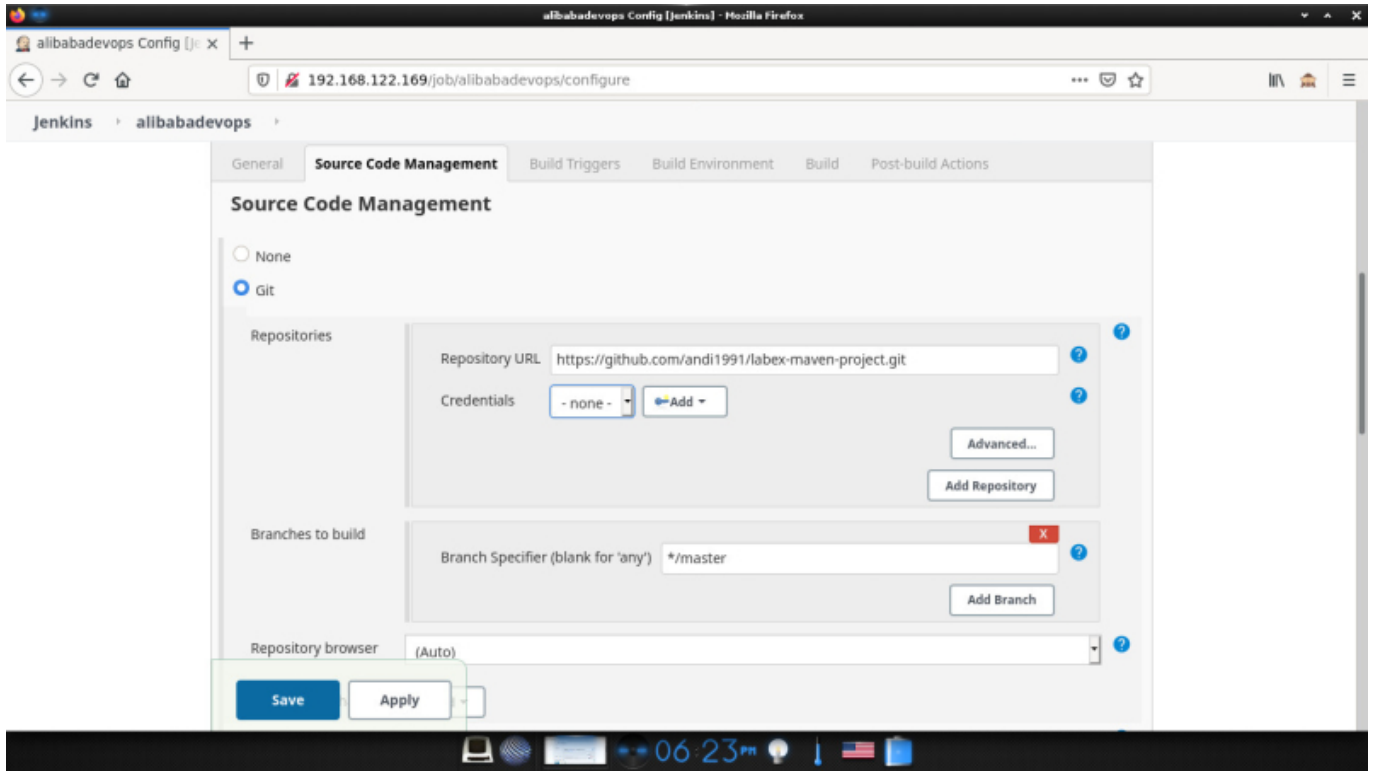 alibabadevops Config [Jenkins] - Mozilla Firefox
alibabadevops Config [Je
192.168.122.169/job/alibabadevops/configure
Jenkins alibabadevops
General Source Code Management Build Triggers Build Environment Build Post-build Actions
Source Code Management
None
Git
Repositories
Repository URL https://github.com/andi1991/labex-maven-project.git
Credentials - none - Add
Advanced...
Add Repository
Branches to build
X
Branch Specifier (blank for 'any') */master
Add Branch
Repository browser (Auto)
Save Apply
06:23PM